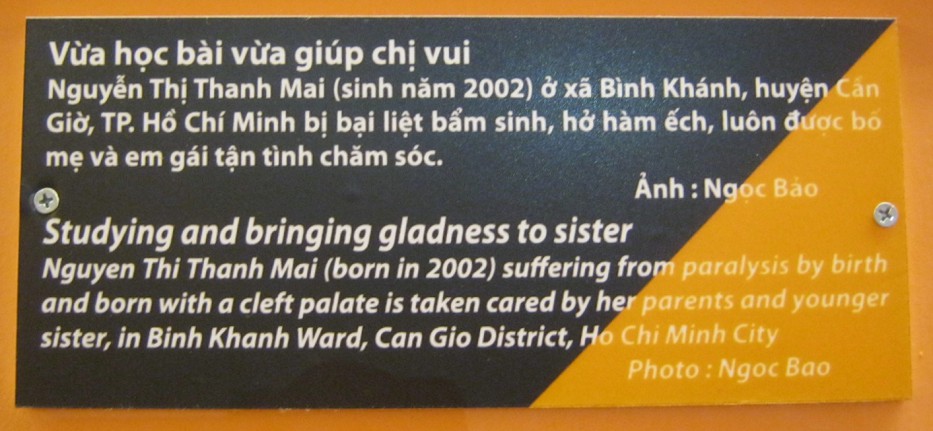 Vừa học bài vừa giúp chị vui
Nguyễn Thị Thanh Mai (sinh năm 2002) ở xã Bình Khánh, huyện Cần
Giờ, TP. Hồ Chí Minh bị bại liệt bẩm sinh, hở hàm ếch, luôn được bố
mẹ và em gái tận tình chăm sóc.
Ảnh : Ngọc Bảo
Studying and bringing gladness to sister
Nguyen Thi Thanh Mai (born in 2002) suffering from paralysis by birth
and born with a cleft palate is taken cared by her parents and younger
sister, in Binh Khanh Ward, Can Gio District, Ho Chi Minh City
Photo : Ngoc Bao